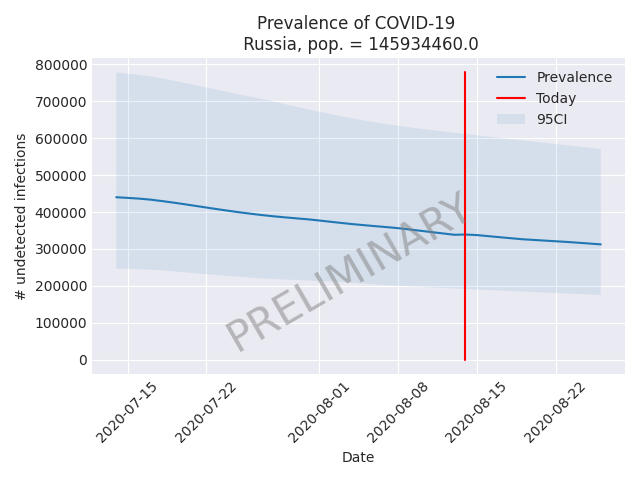 Prevalence of COVID-19
Russia, pop. = 145934460.0
# undetected infections
800000
700000
600000
500000
400000
300000
200000
100000
0
Prevalence
Today
95CI
PRELIMINARY
2020-07-15
2020-07-22
2020-08-01
2020-08-08
2020-08-15
2020-08-22
Date